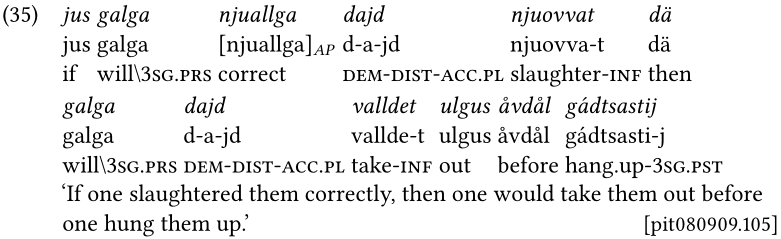 (35) jus galga njuallga dajd njuovvat dä
jus galga [njuallga]AP d-a-jd njuovva-t dä
if will\3SG.PRS correct DEM-DIST-ACC.PL slaughter-INF then
galga dajd valldet ulgus åvdål gádtsastij
galga d-a-jd vallde-t ulgus åvdål gádtsasti-j
will\3SG.PRS DEM-DIST-ACC.PL take-INF out before hang.up-3SG.PST
‘If one slaughtered them correctly, then one would take them out before
one hung them up.’ [pit080909.105]